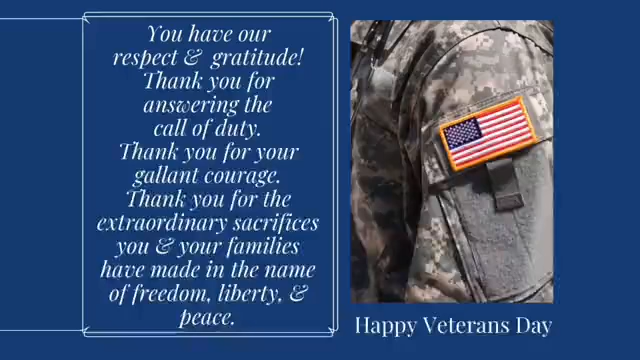 You have our
respect & gratitude!
Thank you for
answering the
call of duty.
Thank you for your
gallant courage.
Thank you for the
extraordinary sacrifices
you & your families
have made in the name
of freedom, liberty, &
peace.
Happy Veterans Day